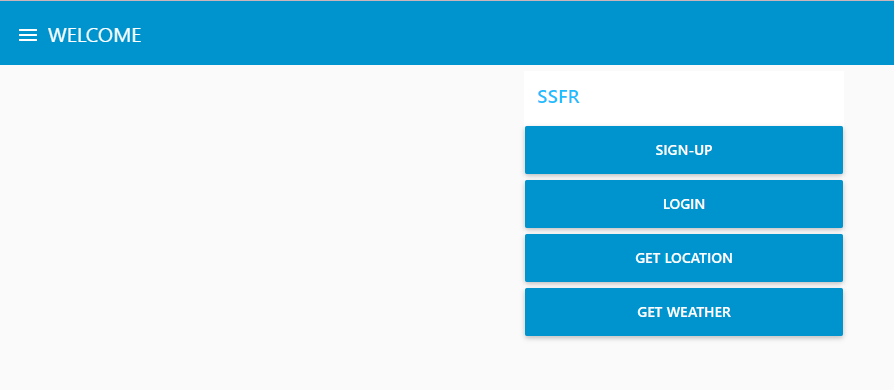 WELCOME
SSFR
SIGN-UP
LOGIN
GET LOCATION
GET WEATHER